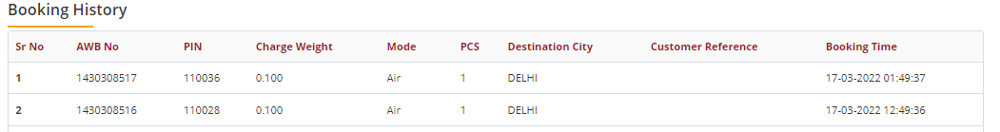 Booking History
Sr No AWB No PIN Charge Weight Mode PCS Destination City Customer Reference Booking Time
1 1430308517 110036 0.100 Air 1 DELHI 17-03-2022 01:49:37
2 1430308516 110028 0.100 Air 1 DELHI 17-03-2022 12:49:36